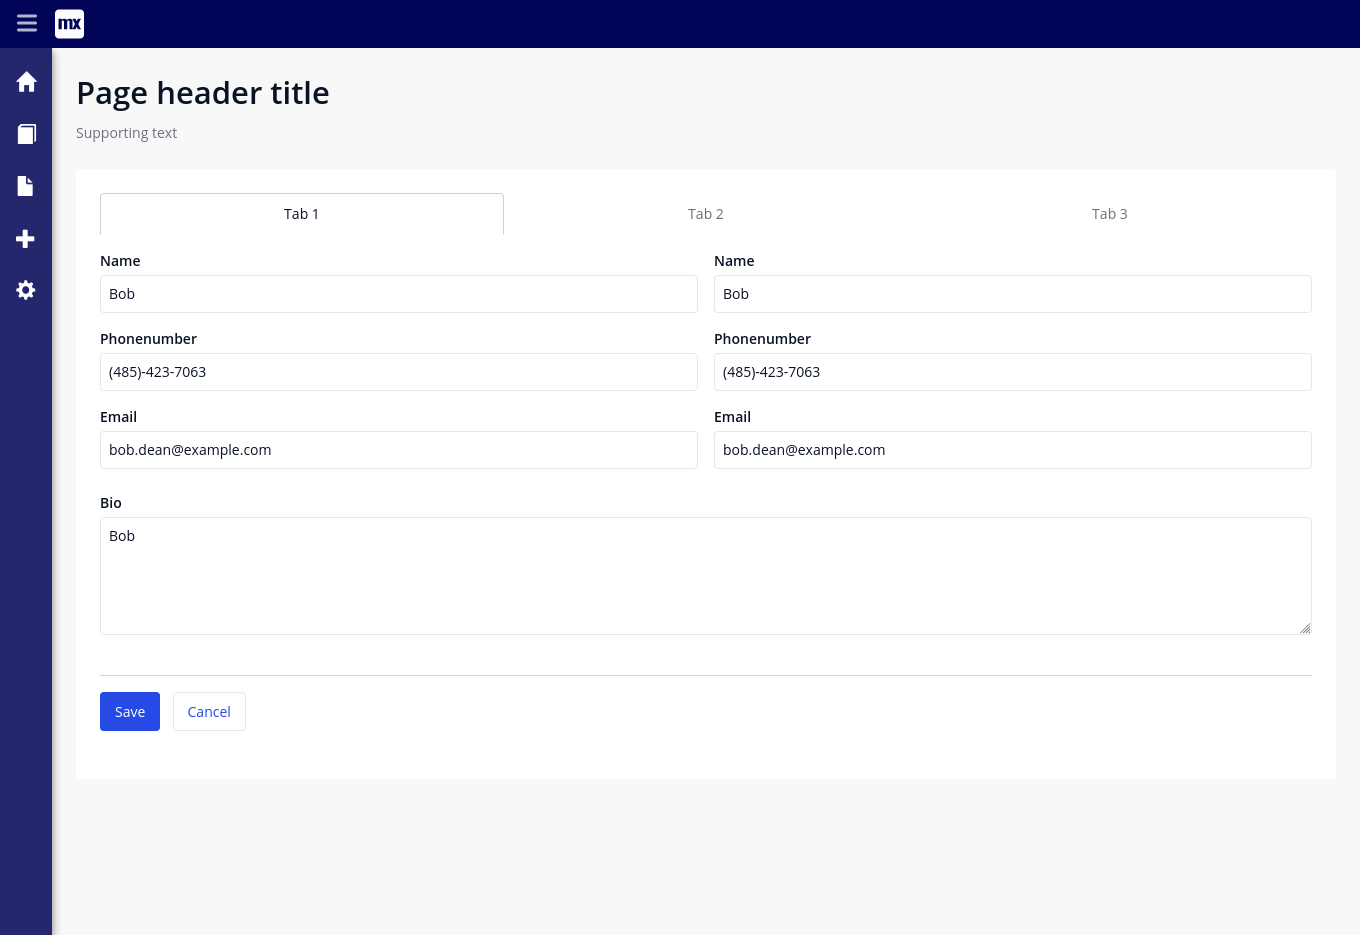 mx
Page header title
Supporting text
Tab 1 Tab 2 Tab 3
Name Name
Bob Bob
Phonenumber Phonenumber
(485)-423-7063 (485)-423-7063
Email Email
bob.dean@example.com bob.dean@example.com
Bio
Bob
Save Cancel